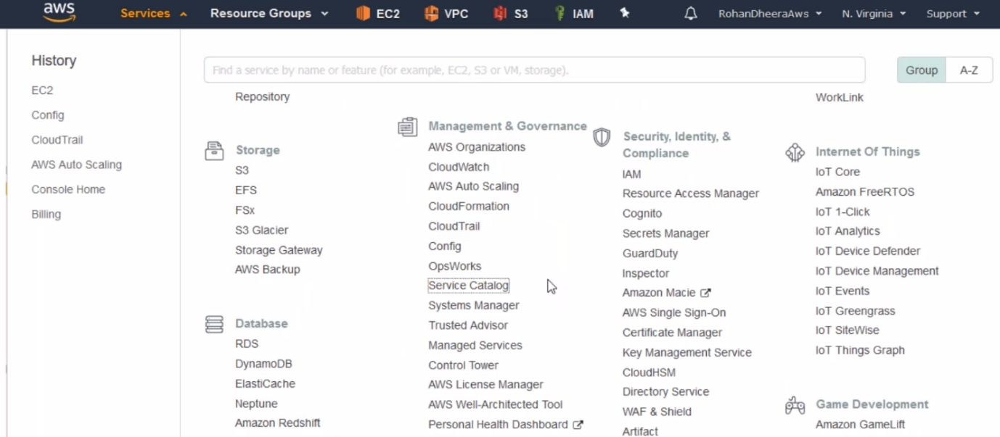 aws
Services
Resource Groups
EC2
VPC
S3
IAM
RohanDheeraAws
N. Virginia
Support
History
EC2
Config
CloudTrail
AWS Auto Scaling
Console Home
Billing
Find a service by name or feature (for example, EC2, S3 or VM, storage).
Group
A-Z
Repository
Storage
S3
EFS
FSx
S3 Glacier
Storage Gateway
AWS Backup
Database
RDS
DynamoDB
ElastiCache
Neptune
Amazon Redshift
Management & Governance
AWS Organizations
CloudWatch
AWS Auto Scaling
CloudFormation
CloudTrail
Config
OpsWorks
Service Catalog
Systems Manager
Trusted Advisor
Managed Services
Control Tower
AWS License Manager
AWS Well-Architected Tool
Personal Health Dashboard
Security, Identity, &
Compliance
IAM
Resource Access Manager
Cognito
Secrets Manager
GuardDuty
Inspector
Amazon Macie
AWS Single Sign-On
Certificate Manager
Key Management Service
CloudHSM
Directory Service
WAF & Shield
Artifact
WorkLink
Internet Of Things
IoT Core
Amazon FreeRTOS
IoT 1-Click
IoT Analytics
IoT Device Defender
IoT Device Management
IoT Events
IoT Greengrass
IoT SiteWise
IoT Things Graph
Game Development
Amazon GameLift